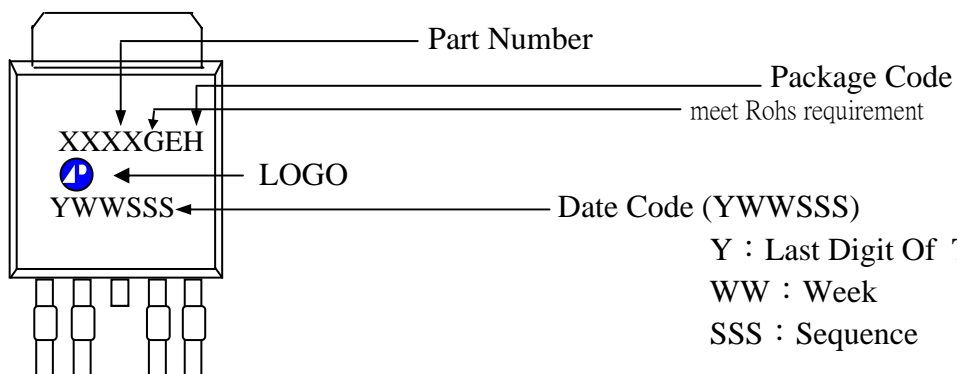 Part Number
Package Code
meet Rohs requirement
XXXXGEH
LOGO
YWWSSS
Date Code (YWWSSS)
Y：Last Digit Of
WW：Week
SSS：Sequence